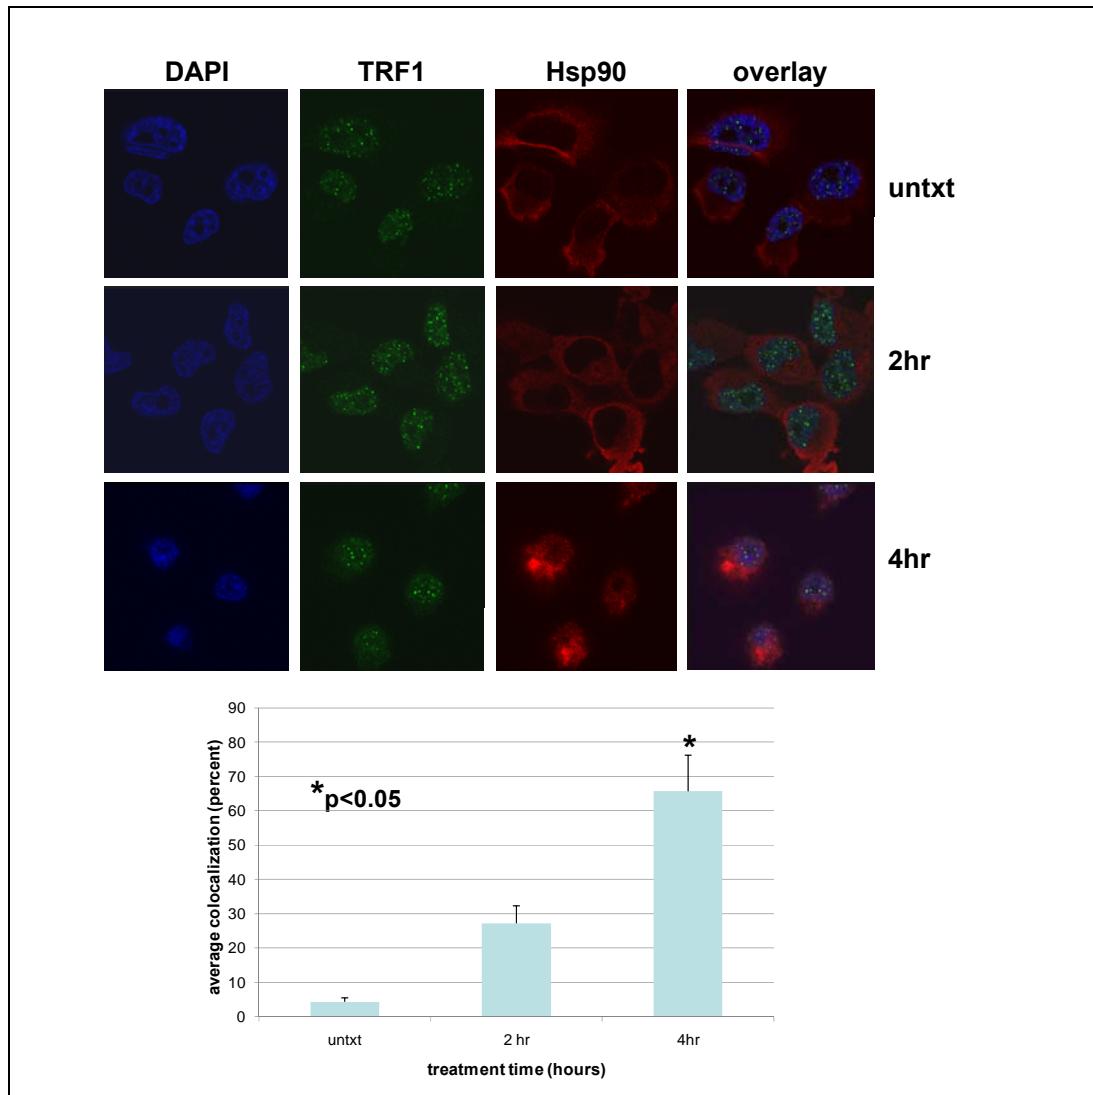 DAPI TRF1 Hsp90 overlay
untxt
2hr
4hr
90
80
70
60
50
40
30
20
10
0
average colocalization (percent)
*p<0.05
*
untxt 2 hr 4hr
treatment time (hours)